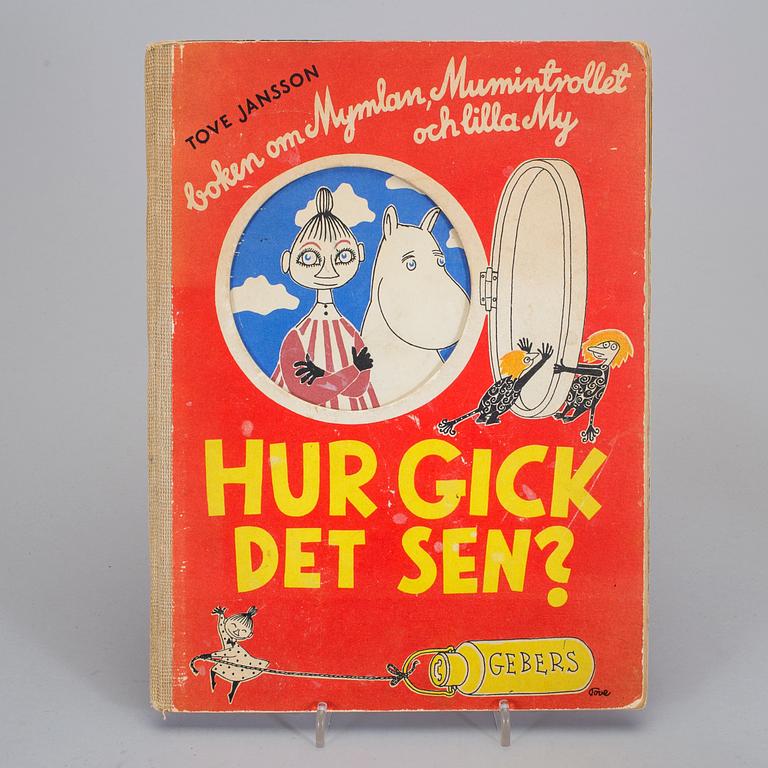 TOVE JANSSON
boken om Mymlan, Mumintrollet
och lilla My
HUR GICK
DET SEN?
GEBERS
Tove